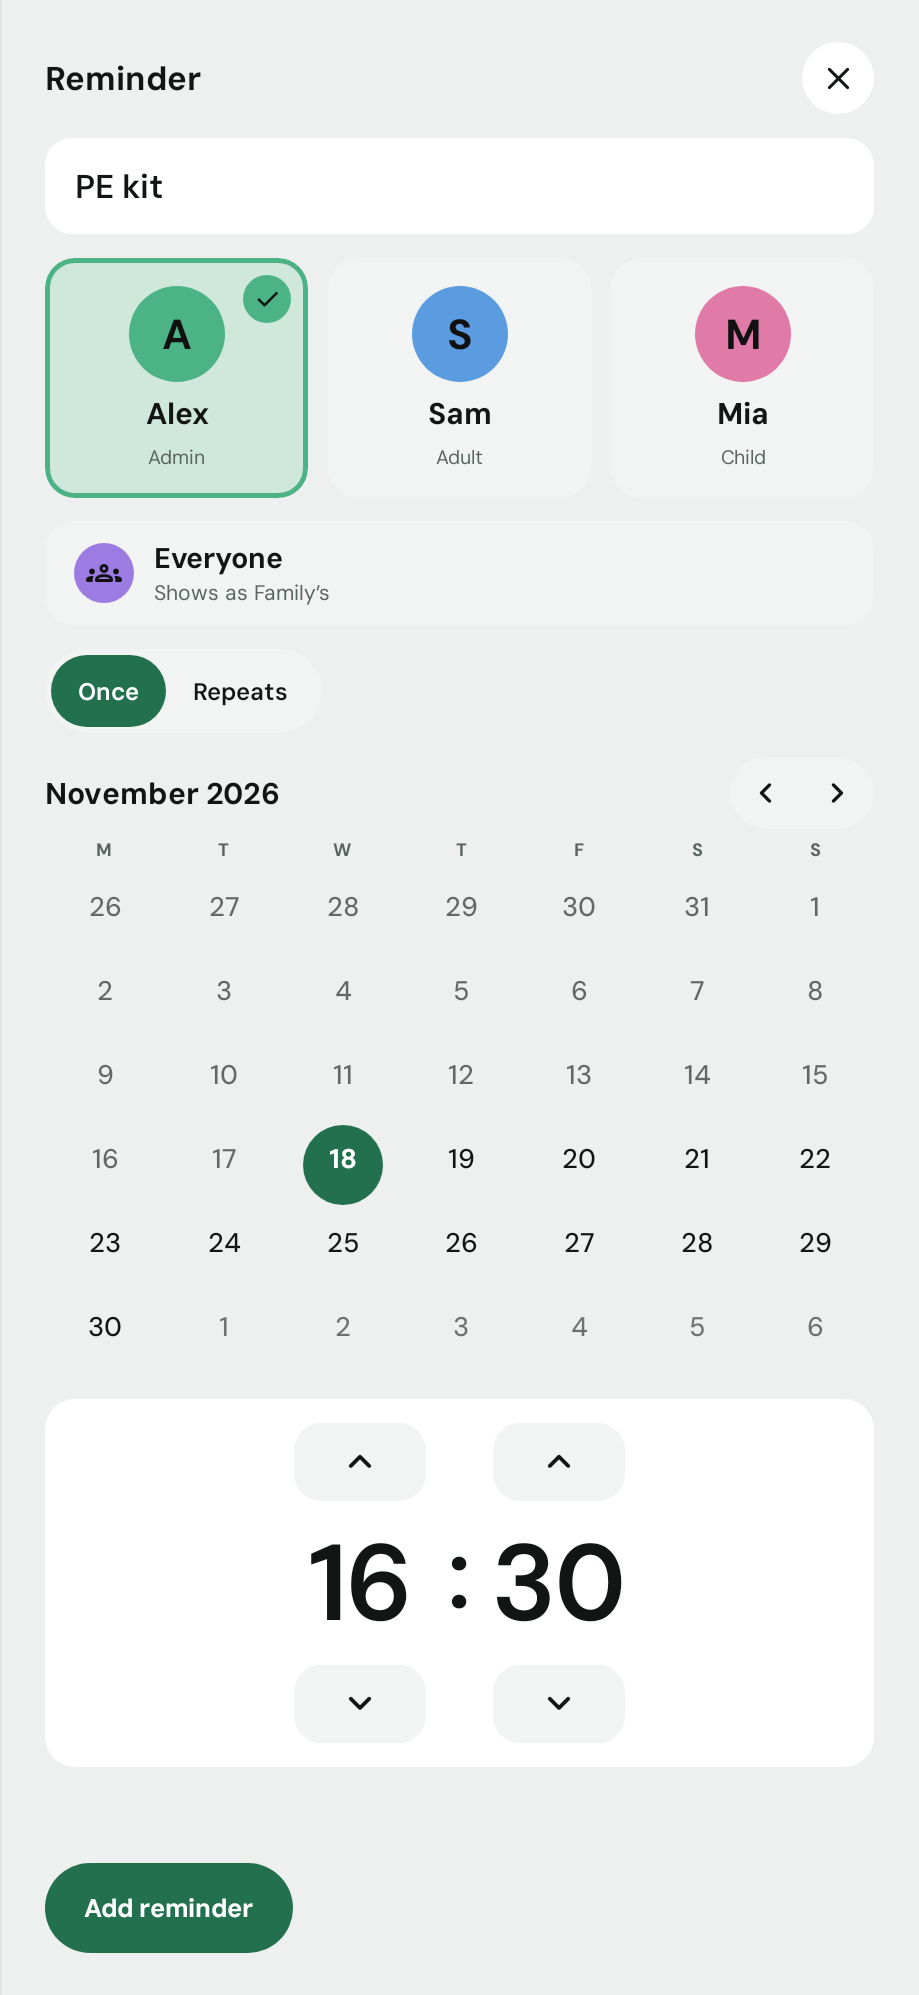 Reminder
PE kit
A S M
Alex Sam Mia
Admin Adult Child
Everyone
Shows as Family’s
Once Repeats
November 2026
M T W T F S S
26 27 28 29 30 31 1
2 3 4 5 6 7 8
9 10 11 12 13 14 15
16 17 18 19 20 21 22
23 24 25 26 27 28 29
30 1 2 3 4 5 6
16 : 30
Add reminder